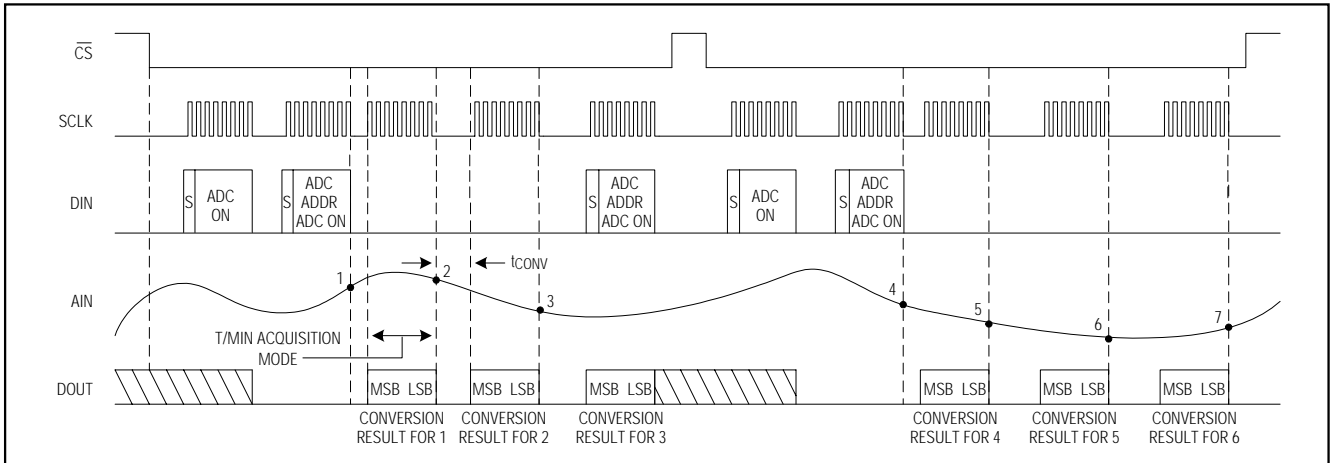 CS
SCLK
DIN
S
ADC
ON
S
ADC
ADDR
ADC ON
S
ADC
ADDR
ADC ON
S
ADC
ON
S
ADC
ADDR
ADC ON
AIN
1
2
tCONV
3
4
5
6
7
T/MIN ACQUISITION
MODE
DOUT
MSB LSB
MSB LSB
MSB LSB
MSB LSB
MSB LSB
MSB LSB
CONVERSION
RESULT FOR 1
CONVERSION
RESULT FOR 2
CONVERSION
RESULT FOR 3
CONVERSION
RESULT FOR 4
CONVERSION
RESULT FOR 5
CONVERSION
RESULT FOR 6